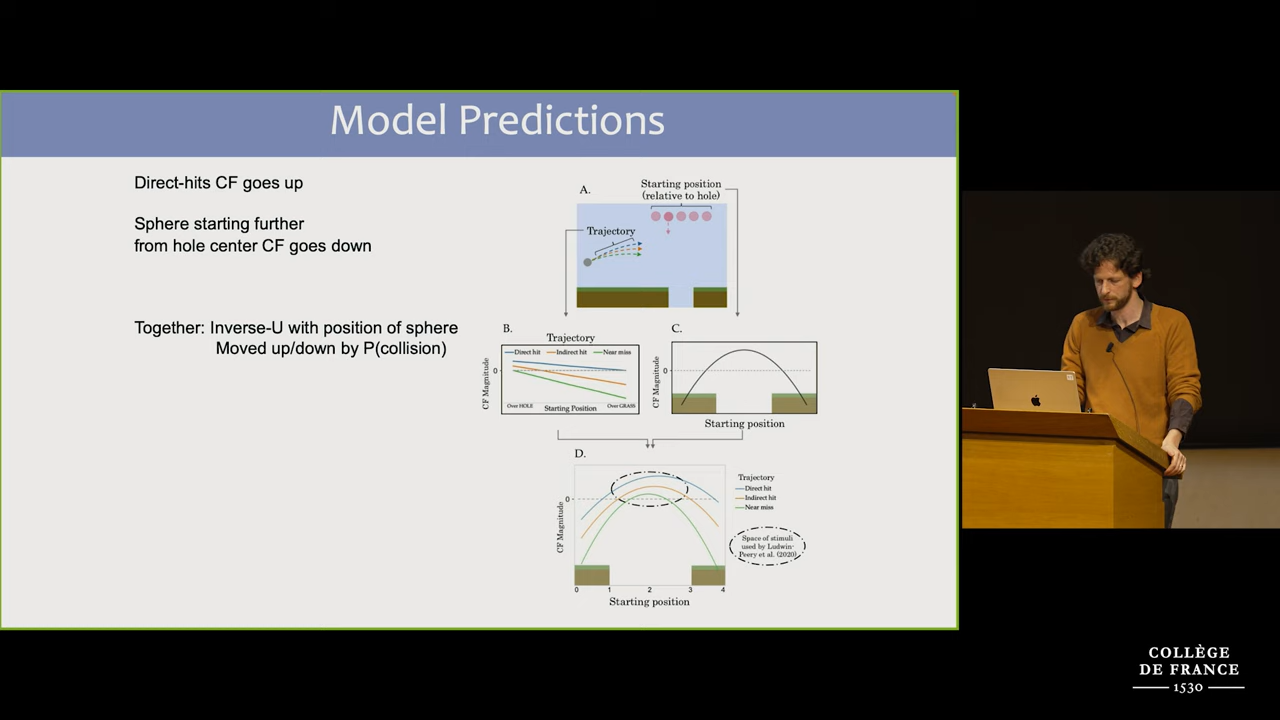 Model Predictions
Direct-hits CF goes up
Sphere starting further
from hole center CF goes down
Together: Inverse-U with position of sphere
Moved up/down by P(collision)
A.
Starting position
(relative to hole)
Trajectory
B.
Trajectory
Direct hit
Indirect hit
Near miss
0
CF Magnitude
Over HOLE
Starting Position
Over GRASS
C.
0
CF Magnitude
Starting position
D.
0
CF Magnitude
0 1 2 3 4
Starting position
Trajectory
Direct hit
Indirect hit
Near miss
Space of stimuli
used by Ludwin-
Peery et al. (2020)
COLLÈGE
DE FRANCE
1530